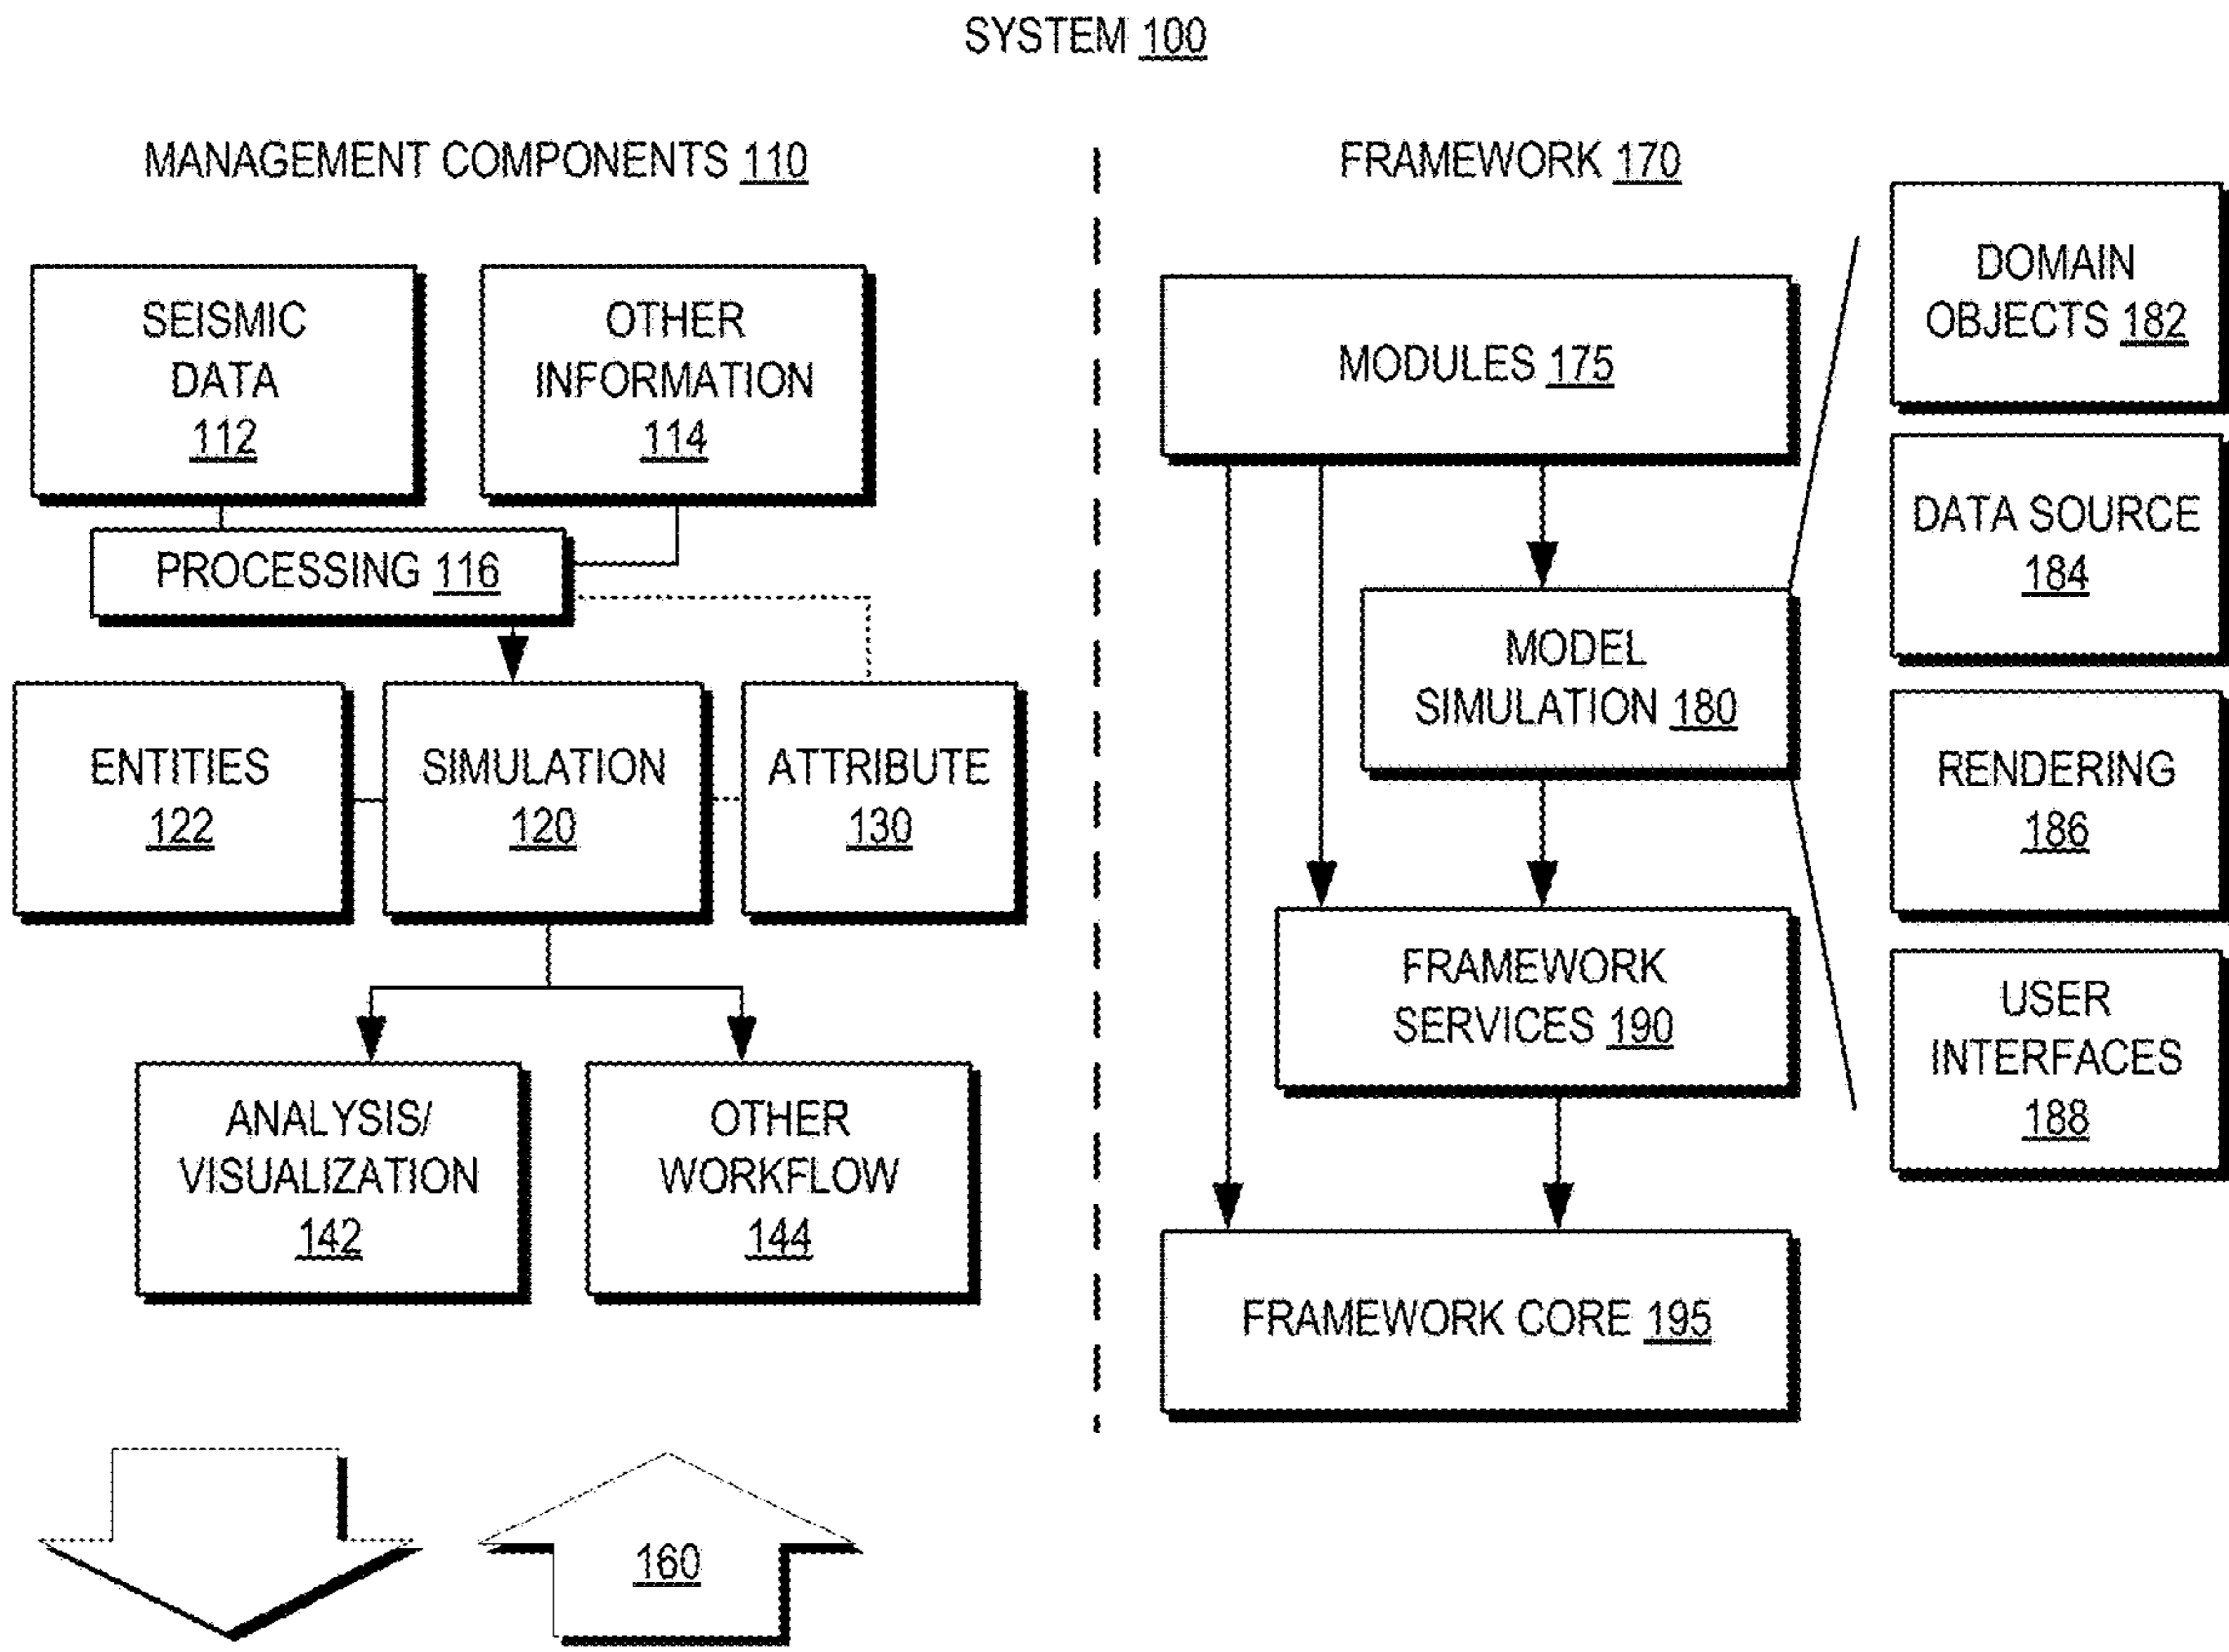 SYSTEM 100
MANAGEMENT COMPONENTS 110
SEISMIC
DATA
112
OTHER
INFORMATION
114
PROCESSING 116
ENTITIES
122
SIMULATION
120
ATTRIBUTE
130
ANALYSIS/
VISUALIZATION
142
OTHER
WORKFLOW
144
160
FRAMEWORK 170
MODULES 175
MODEL
SIMULATION 180
FRAMEWORK
SERVICES 190
FRAMEWORK CORE 195
DOMAIN
OBJECTS 182
DATA SOURCE
184
RENDERING
186
USER
INTERFACES
188